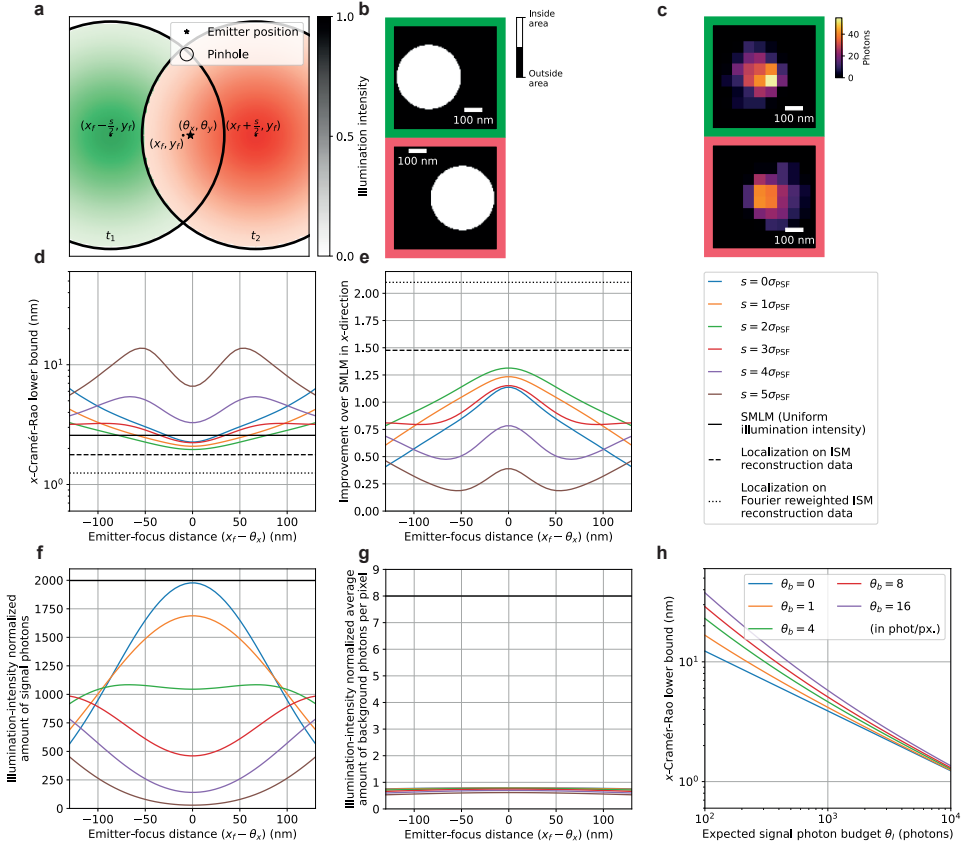 a
Emitter position
Pinhole
(x_f − s/2, y_f)
(θ_x, θ_y)
(x_f + s/2, y_f)
(x_f, y_f)
t_1
t_2
1.0
0.5
0.0
Illumination intensity
b
Inside
area
Outside
area
100 nm
100 nm
c
40
20
0
Photons
100 nm
100 nm
d
x-Cramér-Rao lower bound (nm)
10^1
10^0
−100
−50
0
50
100
Emitter-focus distance (x_f − θ_x) (nm)
e
Improvement over SMLM in x-direction
2.00
1.75
1.50
1.25
1.00
0.75
0.50
0.25
0.00
−100
−50
0
50
100
Emitter-focus distance (x_f − θ_x) (nm)
s = 0σ_PSF
s = 1σ_PSF
s = 2σ_PSF
s = 3σ_PSF
s = 4σ_PSF
s = 5σ_PSF
SMLM (Uniform
illumination intensity)
Localization on ISM
reconstruction data
Localization on
Fourier reweighted ISM
reconstruction data
f
Illumination-intensity normalized
amount of signal photons
2000
1750
1500
1250
1000
750
500
250
0
−100
−50
0
50
100
Emitter-focus distance (x_f − θ_x) (nm)
g
Illumination-intensity normalized average
amount of background photons per pixel
9
8
7
6
5
4
3
2
1
0
−100
−50
0
50
100
Emitter-focus distance (x_f − θ_x) (nm)
h
θ_b = 0
θ_b = 1
θ_b = 4
θ_b = 8
θ_b = 16
(in phot/px.)
x-Cramér-Rao lower bound (nm)
10^1
10^0
10^2
10^3
10^4
Expected signal photon budget θ_I (photons)